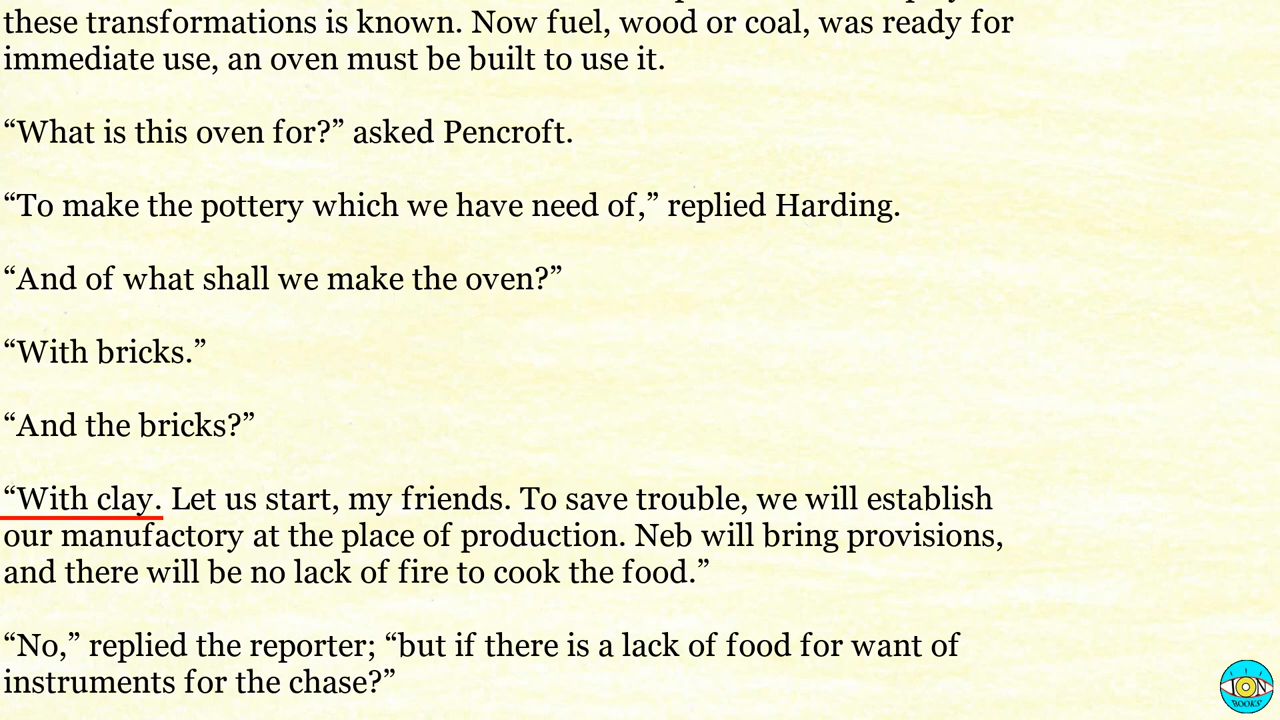 these transformations is known. Now fuel, wood or coal, was ready for
immediate use, an oven must be built to use it.
“What is this oven for?” asked Pencroft.
“To make the pottery which we have need of,” replied Harding.
“And of what shall we make the oven?”
“With bricks.”
“And the bricks?”
“With clay. Let us start, my friends. To save trouble, we will establish
our manufactory at the place of production. Neb will bring provisions,
and there will be no lack of fire to cook the food.”
“No,” replied the reporter; “but if there is a lack of food for want of
instruments for the chase?”
ION
BOOKS